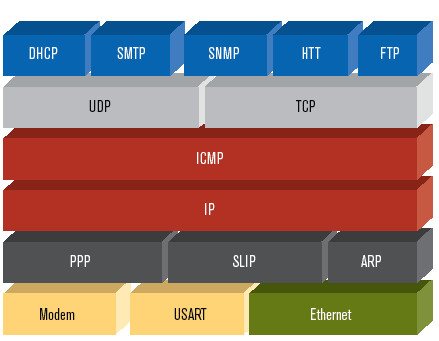 DHCP SMTP SNMP HTT FTP
UDP TCP
ICMP
IP
PPP SLIP ARP
Modem USART Ethernet